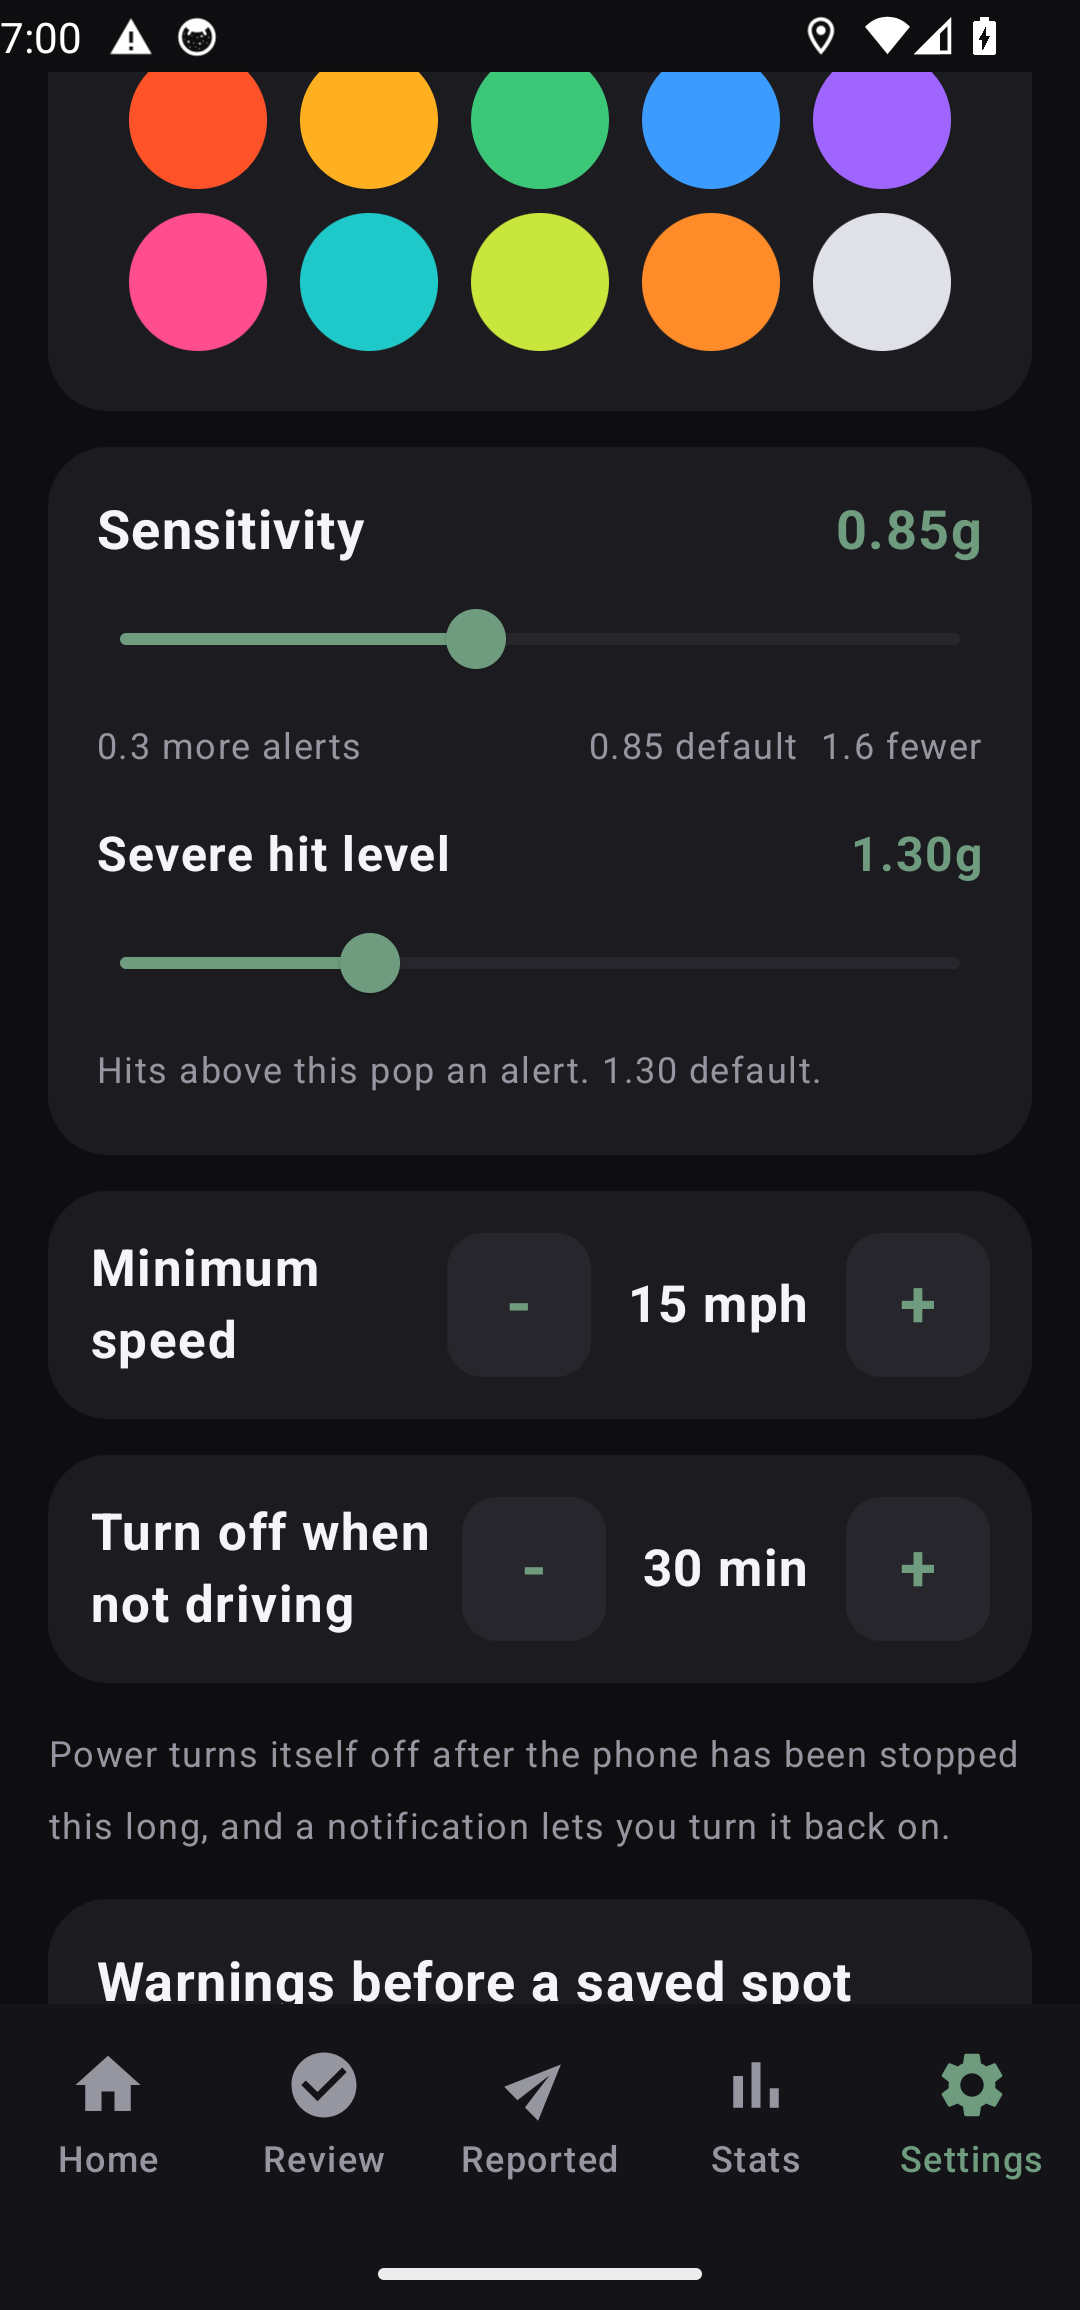 7:00
Sensitivity 0.85g
0.3 more alerts 0.85 default 1.6 fewer
Severe hit level 1.30g
Hits above this pop an alert. 1.30 default.
Minimum
speed
- 15 mph +
Turn off when
not driving
- 30 min +
Power turns itself off after the phone has been stopped
this long, and a notification lets you turn it back on.
Warnings before a saved spot
Home Review Reported Stats Settings